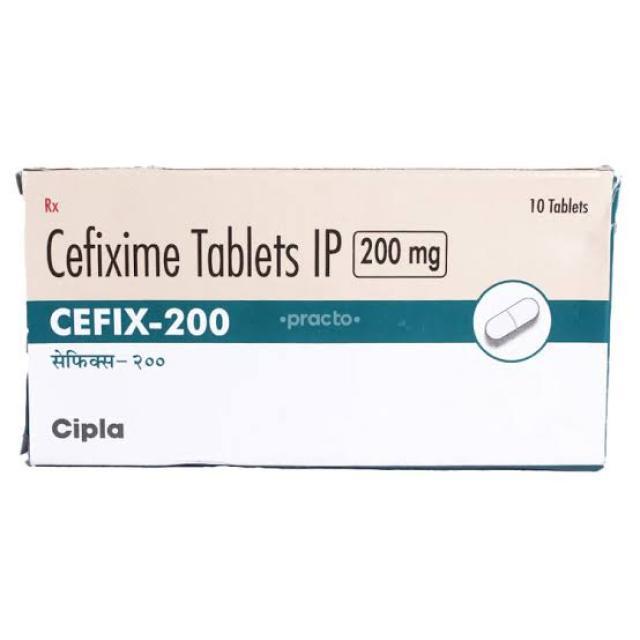 Rx
10 Tablets
Cefixime Tablets IP 200 mg
CEFIX-200
•practo•
सेफिक्स-२००
Cipla